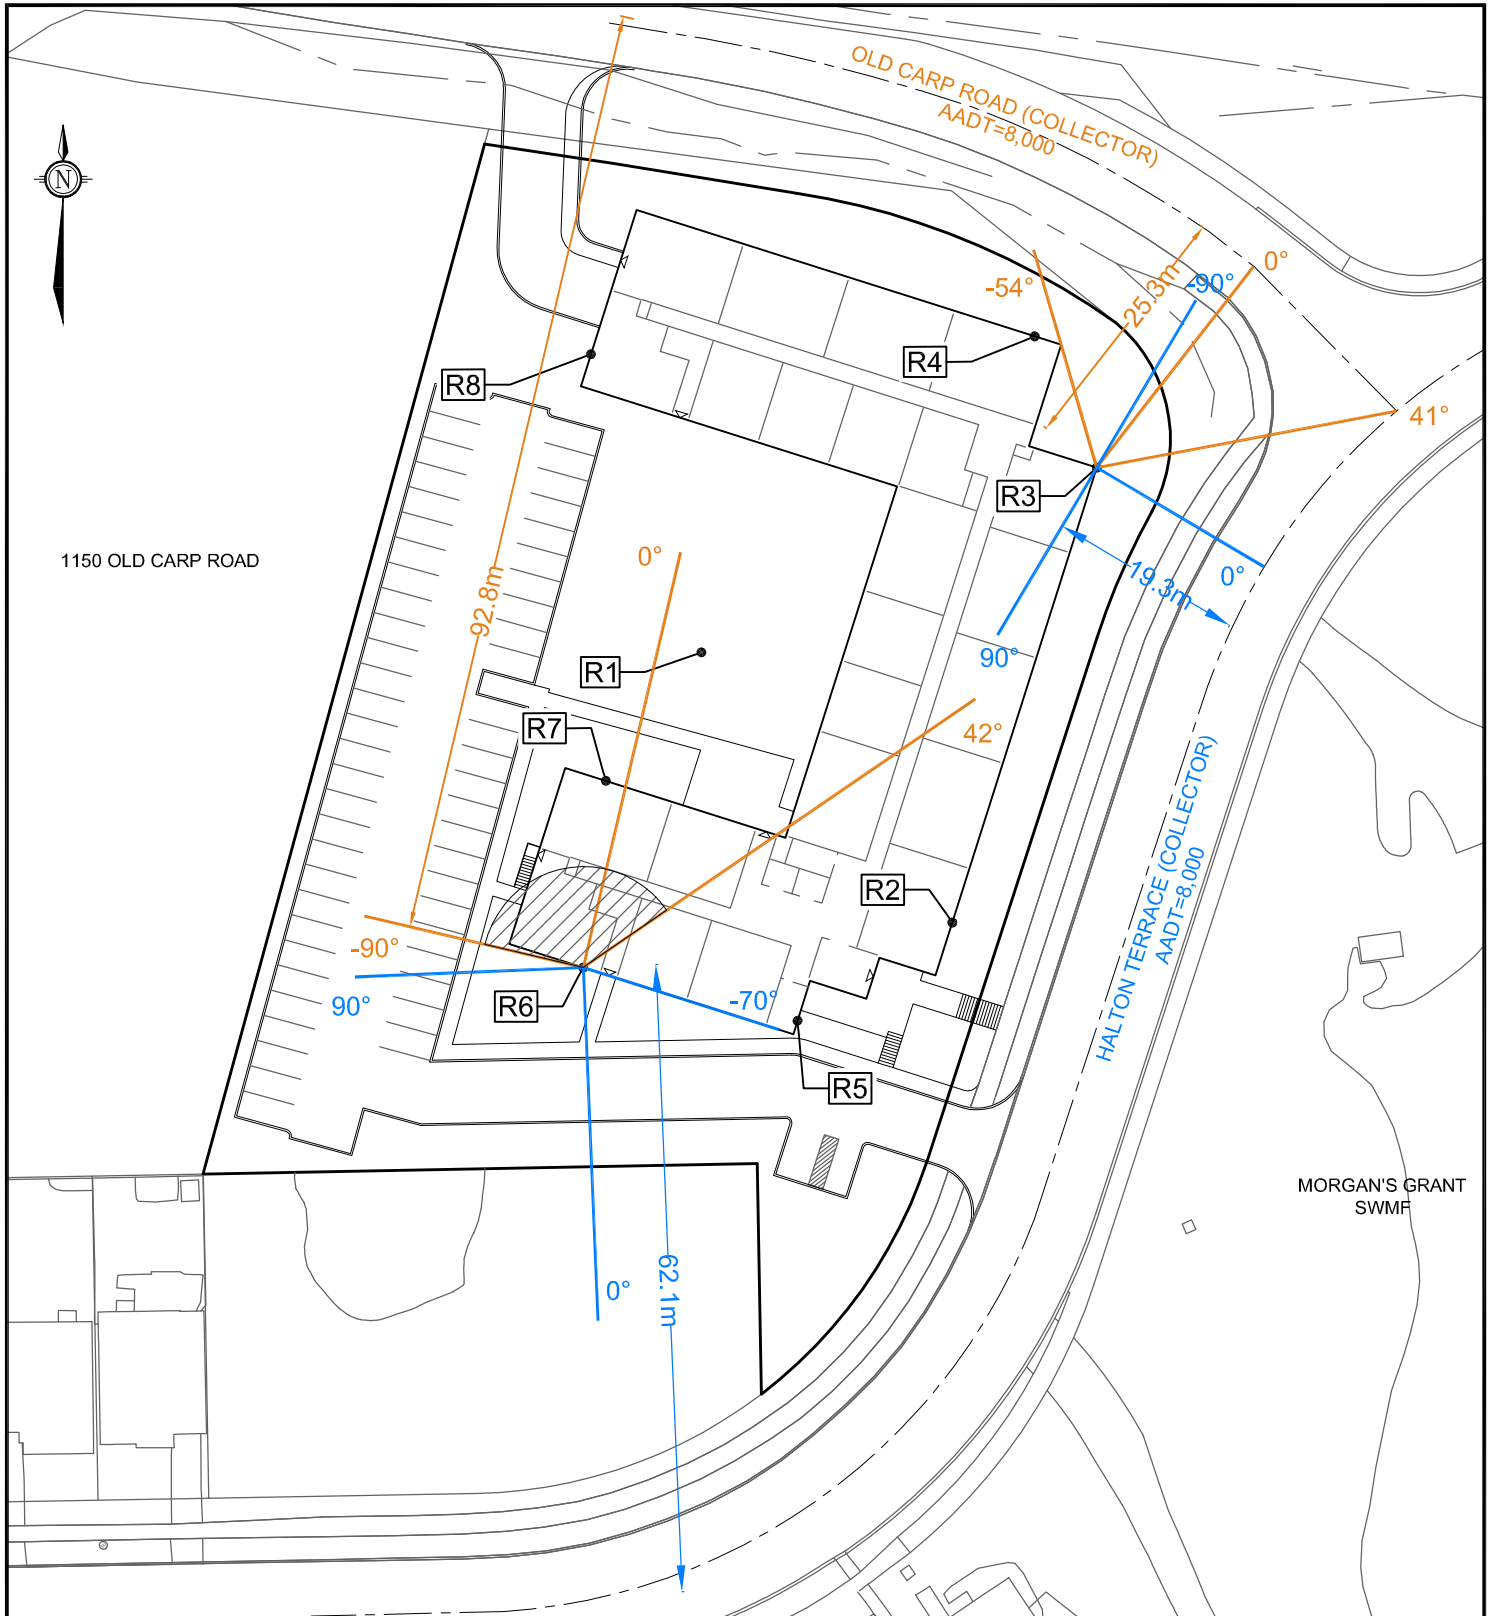 OLD CARP ROAD (COLLECTOR)
AADT=8,000
N
0°
-90°
-54°
25.3m
R4
R8
41°
R3
1150 OLD CARP ROAD
0°
0°
19.3m
92.8m
90°
R1
R7
42°
HALTON TERRACE (COLLECTOR)
AADT=8,000
R2
-90°
90°
R6
-70°
R5
MORGAN'S GRANT
SWMF
0°
62.1m